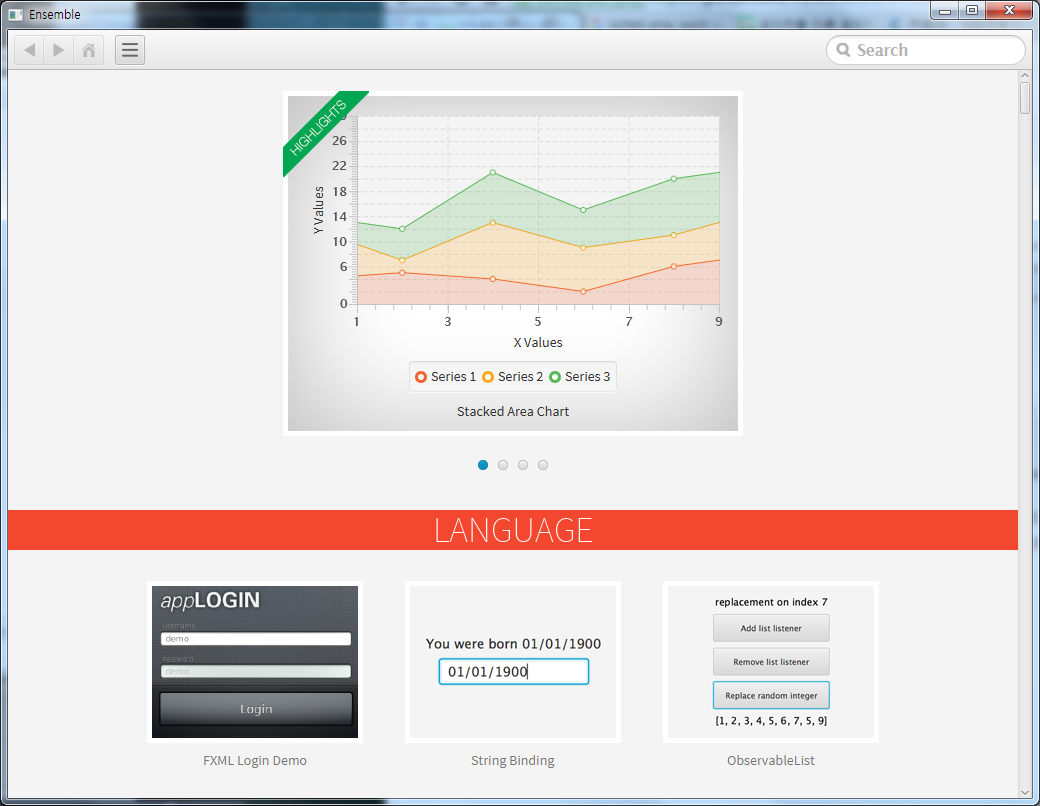 Ensemble
Search
HIGHLIGHTS
26
22
18
14
10
6
0
Y Values
1 3 5 7 9
X Values
Series 1 Series 2 Series 3
Stacked Area Chart
LANGUAGE
appLOGIN
Username
demo
Password
demo
Login
FXML Login Demo
You were born 01/01/1900
01/01/1900
String Binding
replacement on index 7
Add list listener
Remove list listener
Replace random integer
[1, 2, 3, 4, 5, 6, 7, 5, 9]
ObservableList